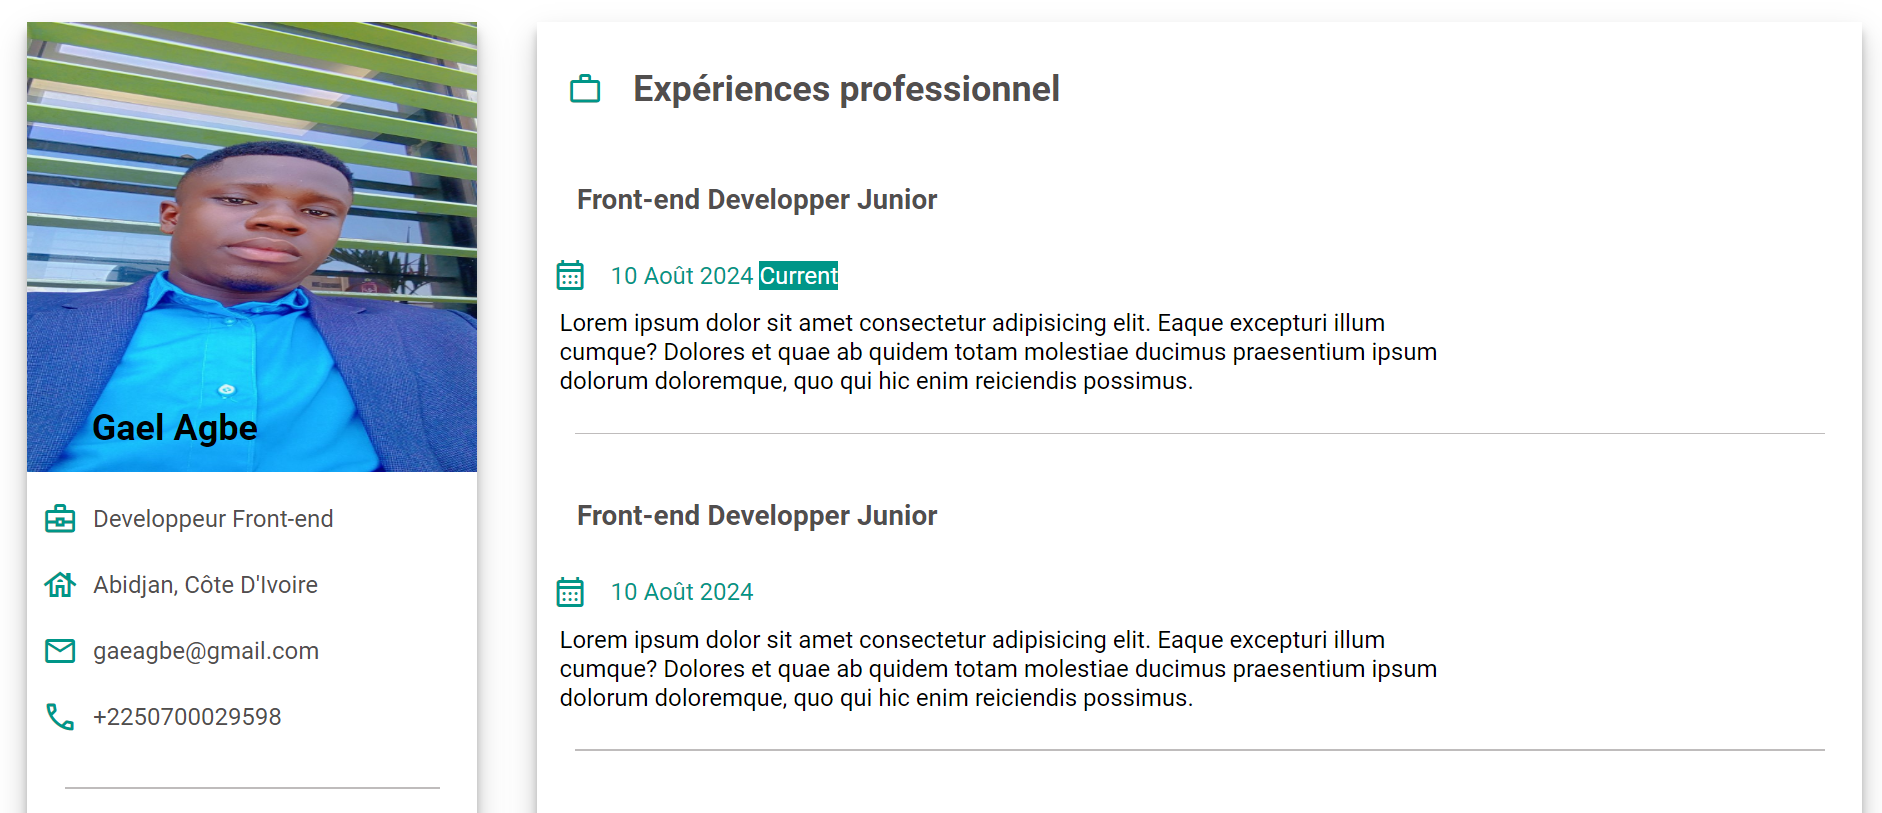 Gael Agbe
Developpeur Front-end
Abidjan, Côte D'Ivoire
gaeagbe@gmail.com
+2250700029598
Expériences professionnel
Front-end Developper Junior
10 Août 2024 Current
Lorem ipsum dolor sit amet consectetur adipisicing elit. Eaque excepturi illum
cumque? Dolores et quae ab quidem totam molestiae ducimus praesentium ipsum
dolorum doloremque, quo qui hic enim reiciendis possimus.
Front-end Developper Junior
10 Août 2024
Lorem ipsum dolor sit amet consectetur adipisicing elit. Eaque excepturi illum
cumque? Dolores et quae ab quidem totam molestiae ducimus praesentium ipsum
dolorum doloremque, quo qui hic enim reiciendis possimus.